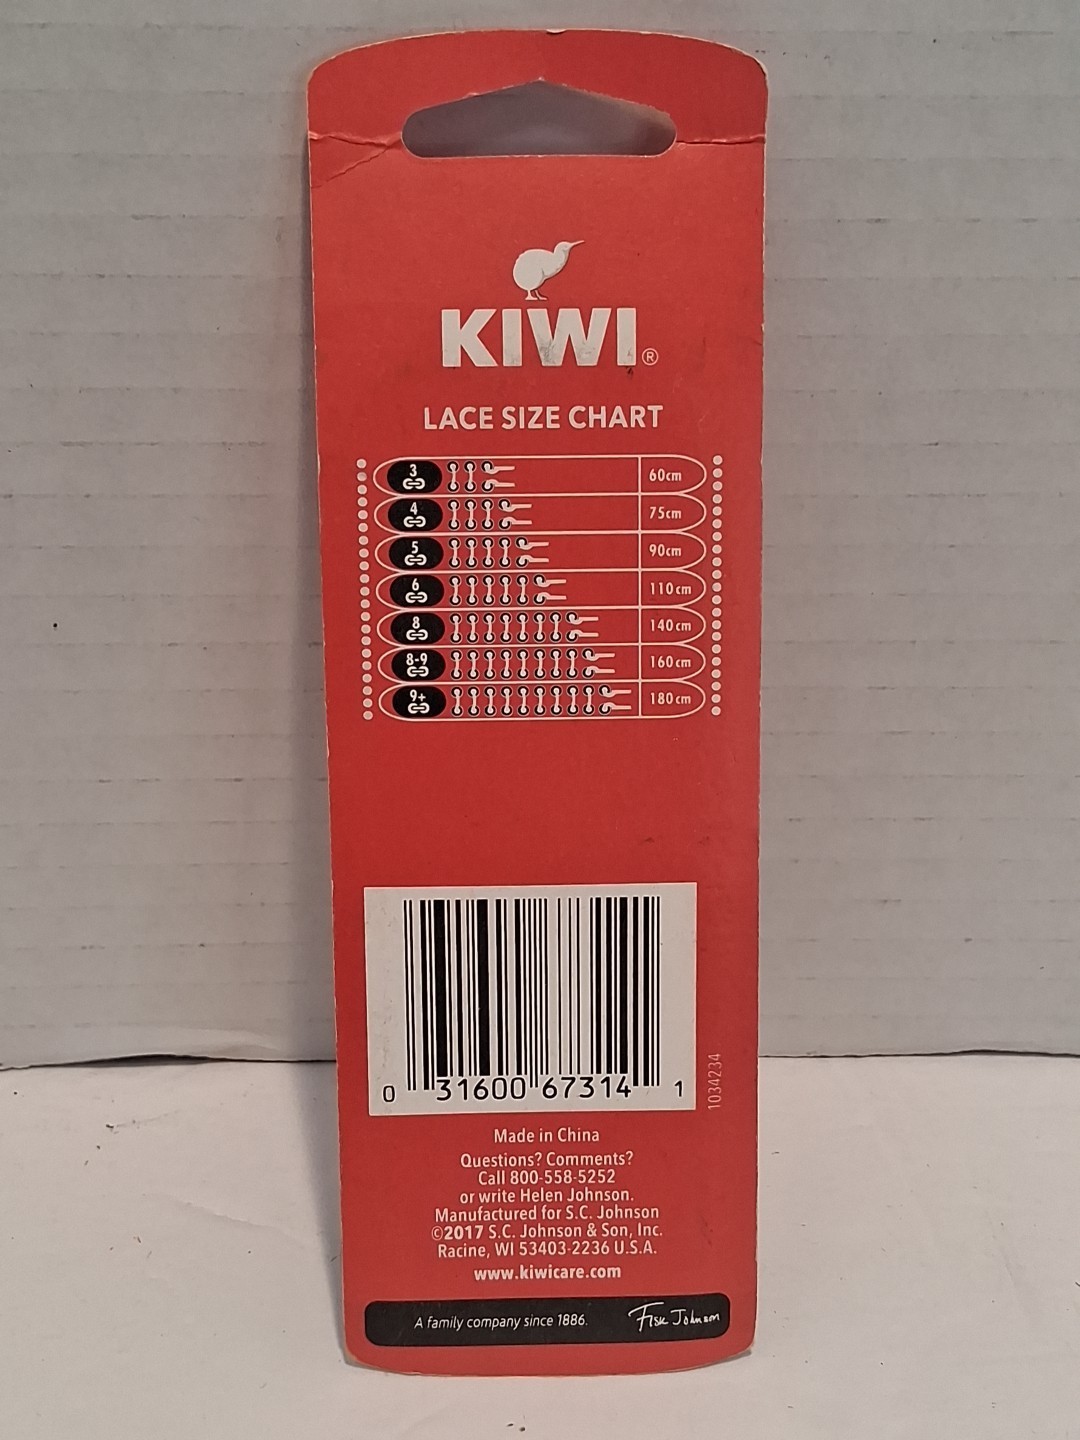 KIWI®
LACE SIZE CHART
3 60cm
4 75cm
5 90cm
6 110cm
8 140cm
8-9 160cm
9+ 180cm
0 31600 67314 1
1034234
Made in China
Questions? Comments?
Call 800-558-5252
or write Helen Johnson.
Manufactured for S.C. Johnson
©2017 S.C. Johnson & Son, Inc.
Racine, WI 53403-2236 U.S.A.
www.kiwicare.com
A family company since 1886. Fisk Johnson